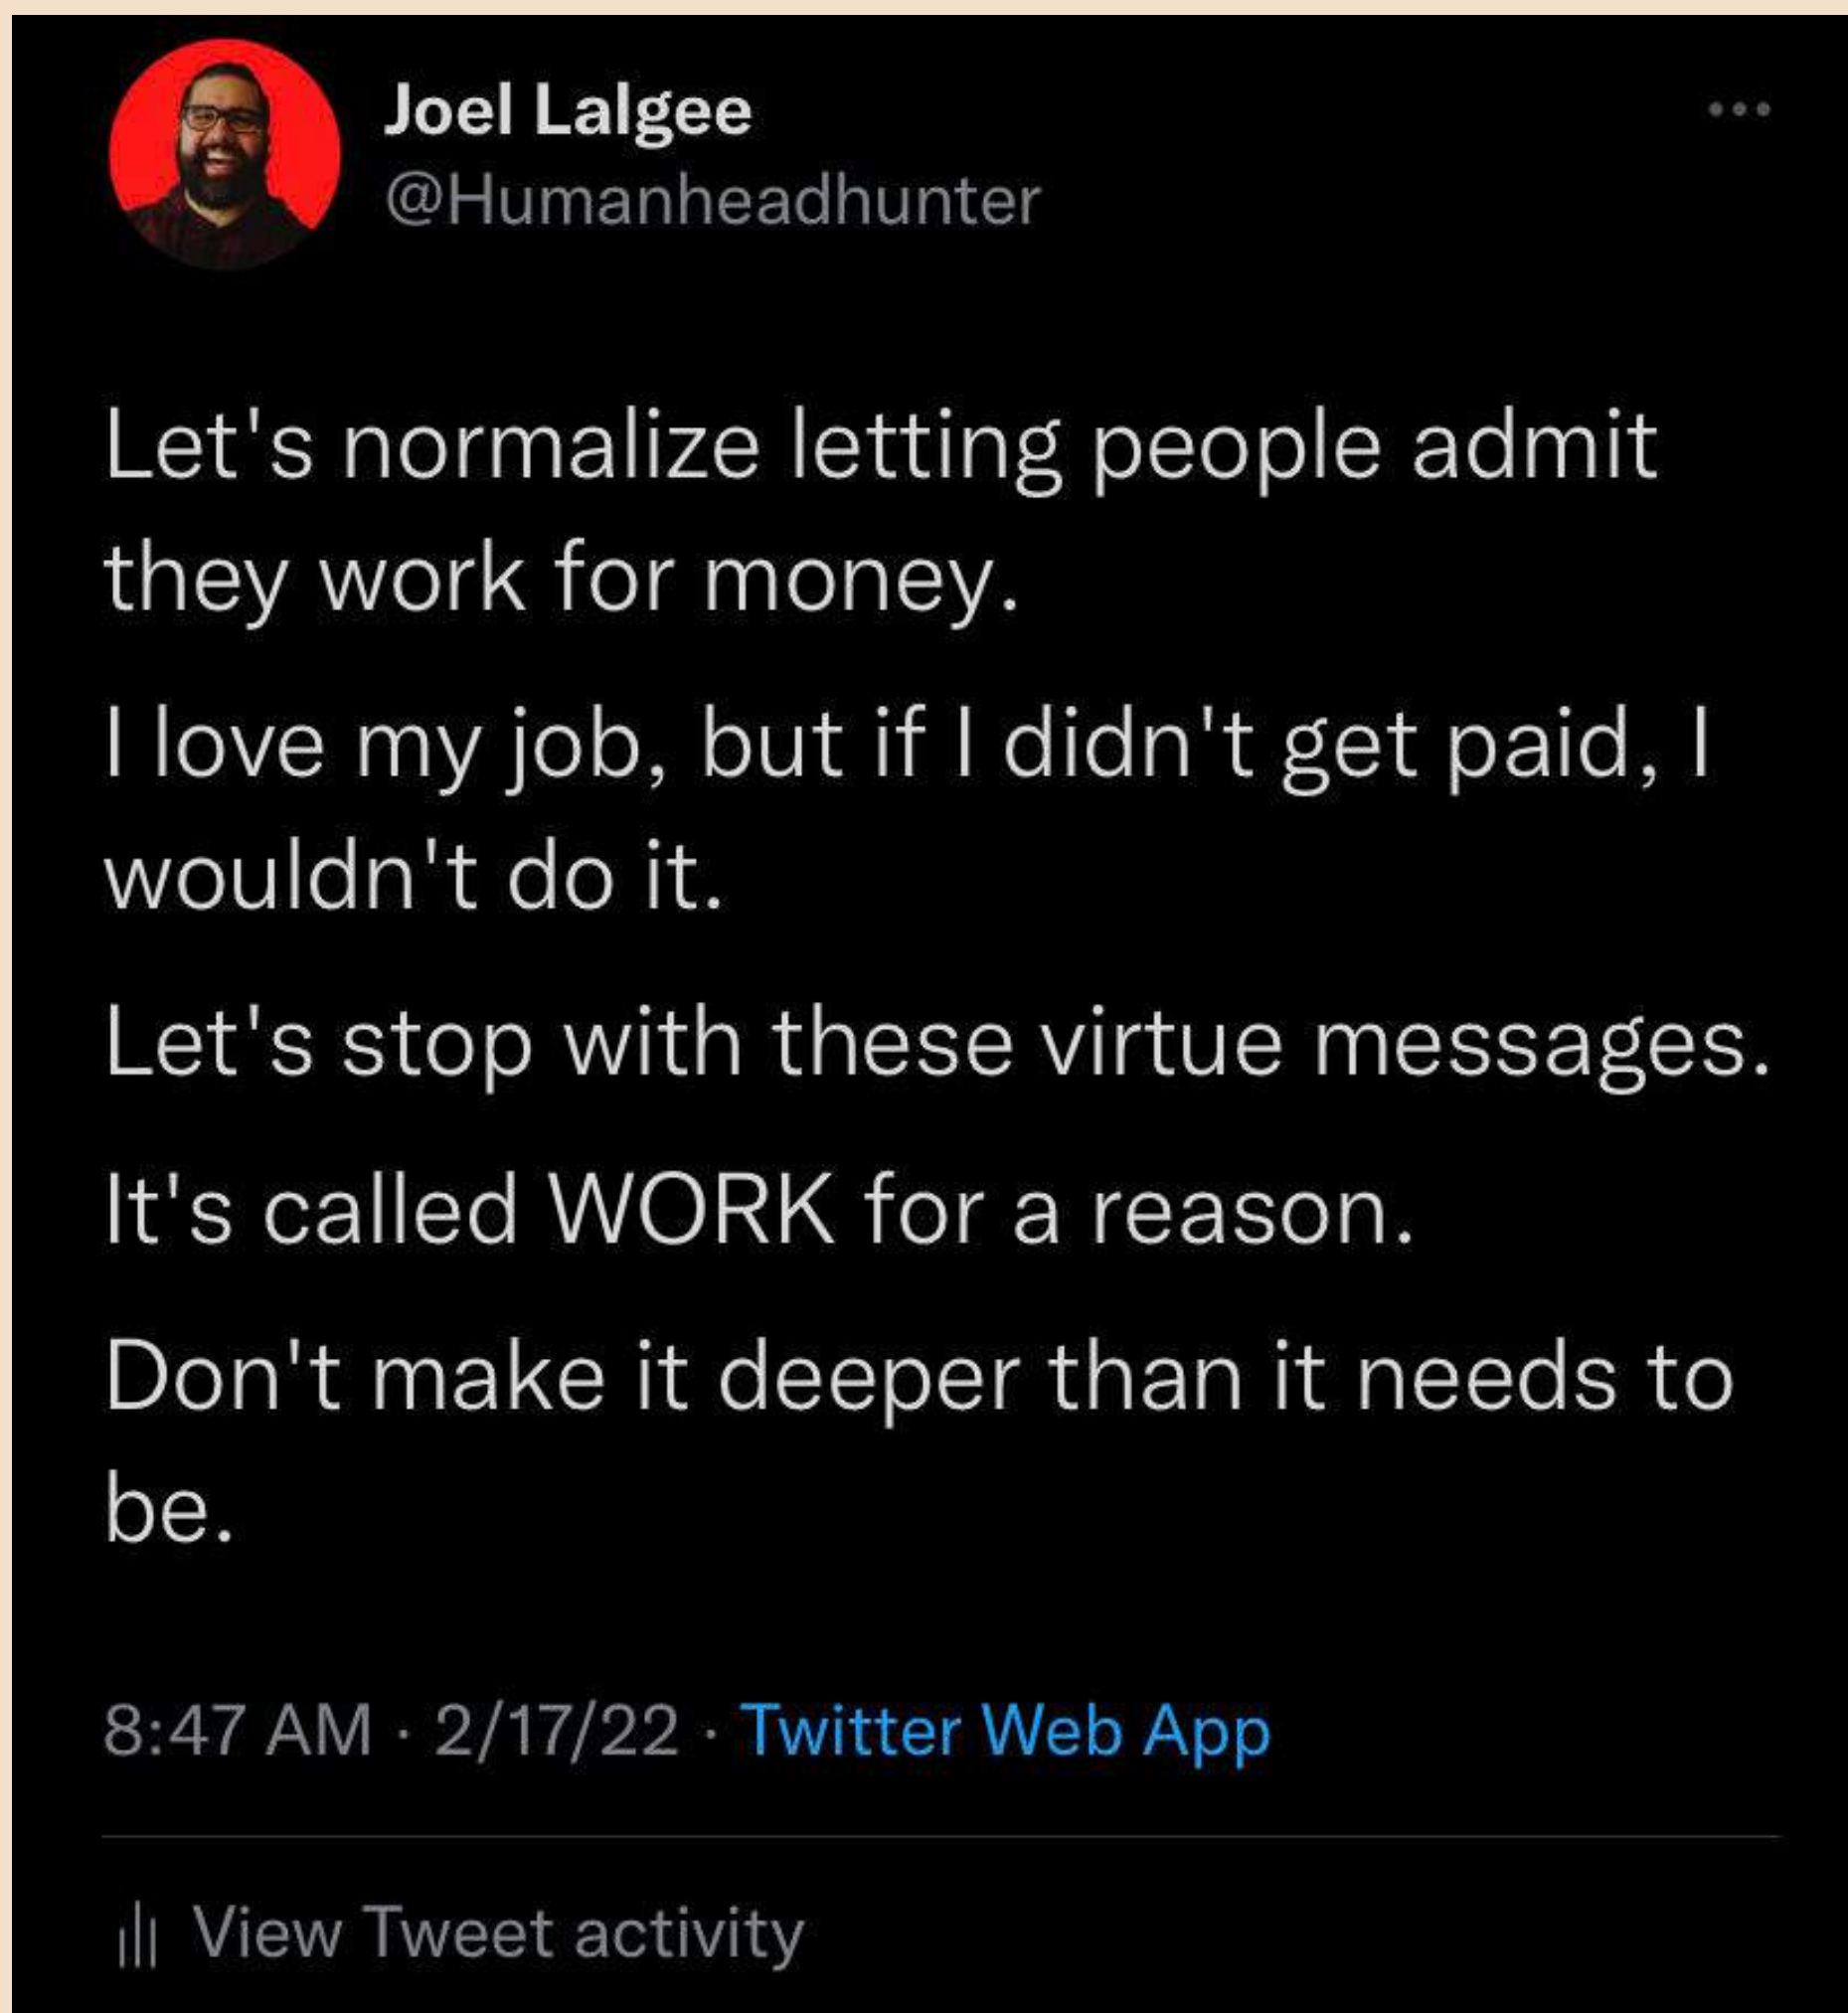 Joel Lalgee
@Humanheadhunter
Let's normalize letting people admit
they work for money.
I love my job, but if I didn't get paid, I
wouldn't do it.
Let's stop with these virtue messages.
It's called WORK for a reason.
Don't make it deeper than it needs to
be.
8:47 AM · 2/17/22 · Twitter Web App
View Tweet activity